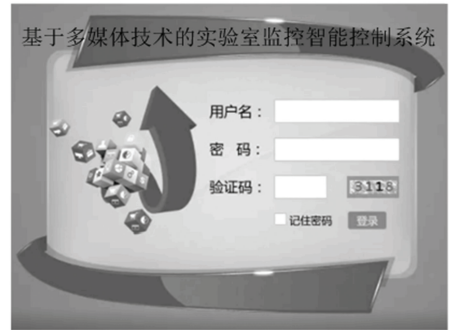 基于多媒体技术的实验室监控智能控制系统
用户名：
密 码：
验证码： 3118
记住密码 登录